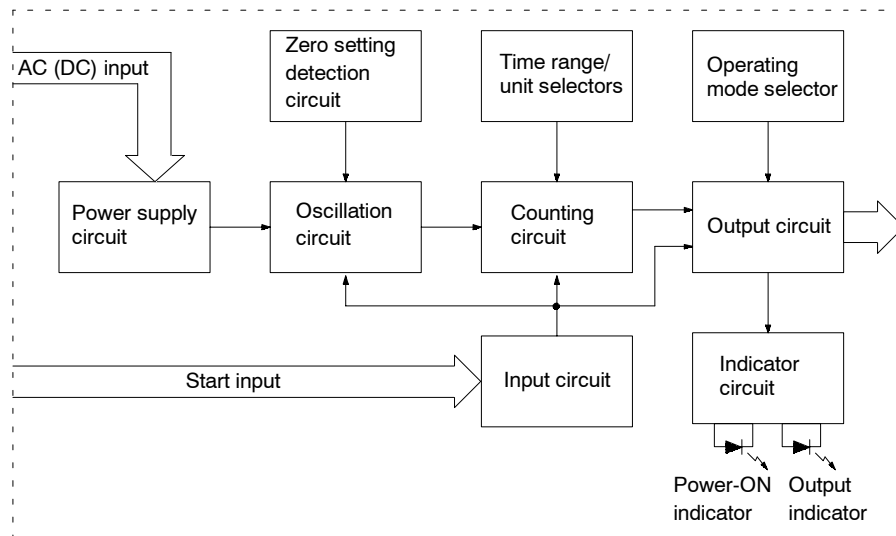 AC (DC) input
Zero setting
detection
circuit
Time range/
unit selectors
Operating
mode selector
Power supply
circuit
Oscillation
circuit
Counting
circuit
Output circuit
Start input
Input circuit
Indicator
circuit
Power-ON
indicator
Output
indicator